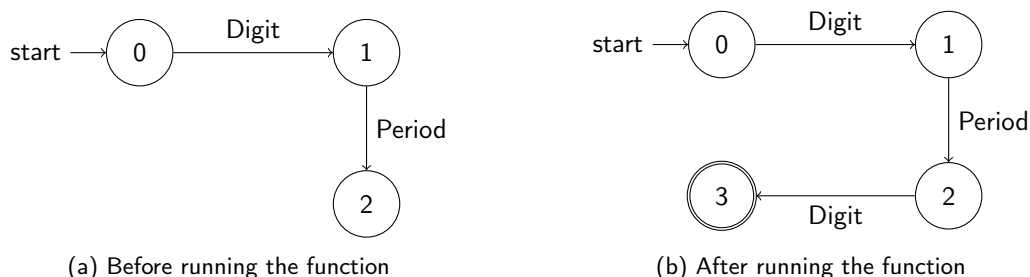 start
0
Digit
1
Period
2
(a) Before running the function
start
0
Digit
1
Period
3
Digit
2
(b) After running the function